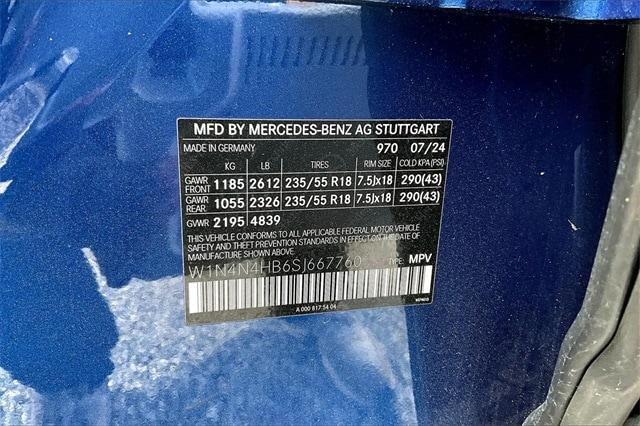 MFD BY MERCEDES-BENZ AG STUTTGART
MADE IN GERMANY 970 07/24
KG LB TIRES RIM SIZE COLD KPA(PSI)
GAWR FRONT 1185 2612 235/55 R18 7.5Jx18 290(43)
GAWR REAR 1055 2326 235/55 R18 7.5Jx18 290(43)
GVWR 2195 4839
THIS VEHICLE CONFORMS TO ALL APPLICABLE FEDERAL MOTOR VEHICLE
SAFETY AND THEFT PREVENTION STANDARDS IN EFFECT ON THE DATE OF
MANUFACTURE SHOWN ABOVE.
W1N4N4HB6SJ667760 TYPE: MPV
A 000 817 54 04